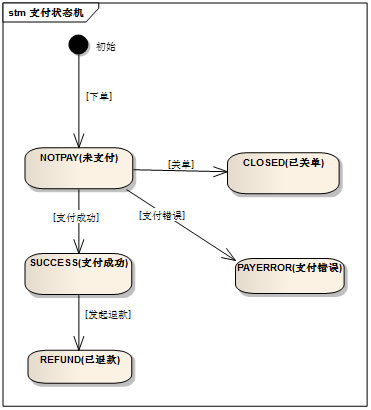 stm 支付状态机
初始
[下单]
NOTPAY(未支付)
[关单]
CLOSED(已关单)
[支付成功]
[支付错误]
SUCCESS(支付成功)
PAYERROR(支付错误)
[发起退款]
REFUND(已退款)